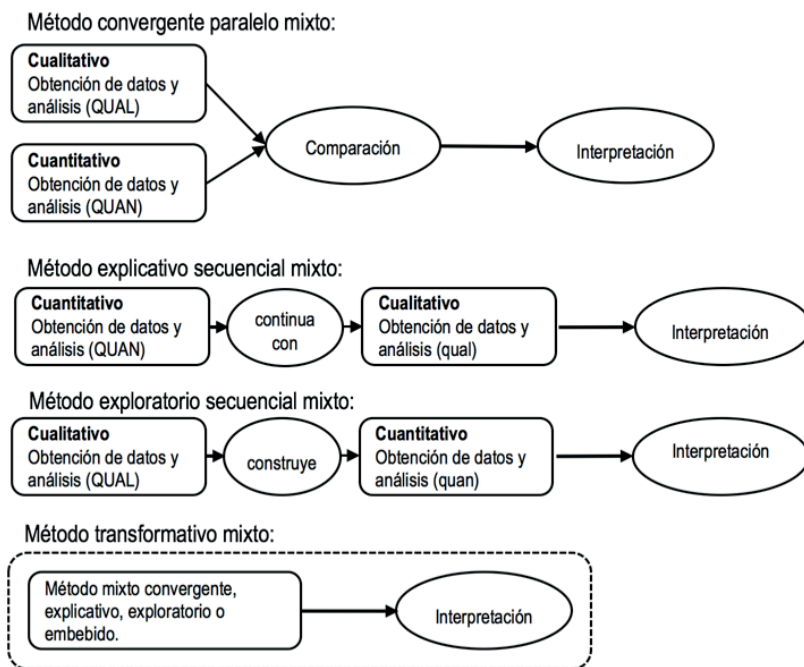 Método convergente paralelo mixto:
Cualitativo
Obtención de datos y
análisis (QUAL)
Cuantitativo
Obtención de datos y
análisis (QUAN)
Comparación
Interpretación
Método explicativo secuencial mixto:
Cuantitativo
Obtención de datos y
análisis (QUAN)
continua
con
Cualitativo
Obtención de datos y
análisis (qual)
Interpretación
Método exploratorio secuencial mixto:
Cualitativo
Obtención de datos y
análisis (QUAL)
construye
Cuantitativo
Obtención de datos y
análisis (quan)
Interpretación
Método transformativo mixto:
Método mixto convergente,
explicativo, exploratorio o
embebido.
Interpretación